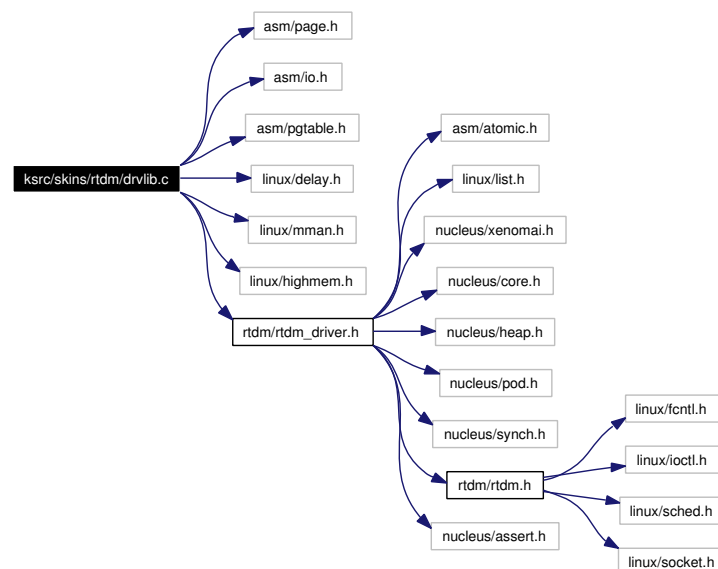 asm/page.h
asm/io.h
asm/pgtable.h
asm/atomic.h
ksrc/skins/rtdm/drvlib.c
linux/delay.h
linux/list.h
linux/mman.h
nucleus/xenomai.h
linux/highmem.h
nucleus/core.h
rtdm/rtdm_driver.h
nucleus/heap.h
nucleus/pod.h
linux/fcntl.h
nucleus/synch.h
linux/ioctl.h
rtdm/rtdm.h
linux/sched.h
nucleus/assert.h
linux/socket.h